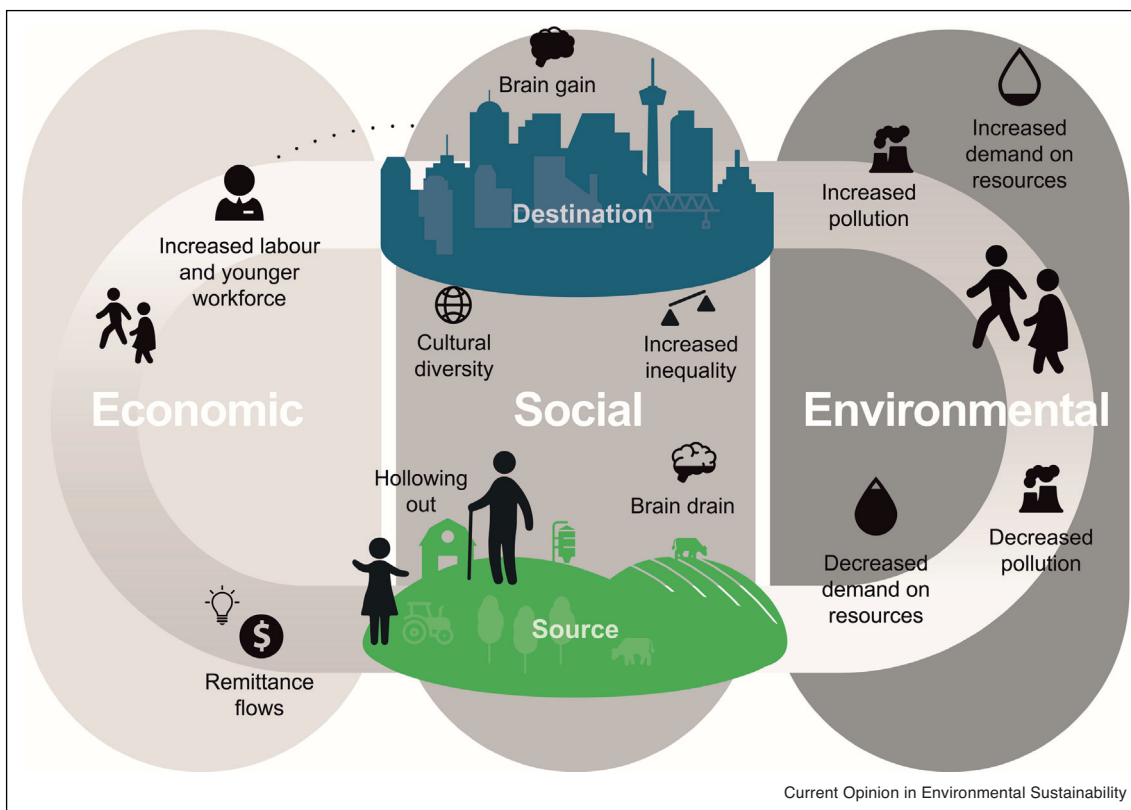 Brain gain
Increased
demand on
resources
Increased
pollution
Destination
Increased labour
and younger
workforce
Cultural
diversity
Increased
inequality
Economic
Social
Environmental
Hollowing
out
Brain drain
Decreased
demand on
resources
Decreased
pollution
Source
$
Remittance
flows
Current Opinion in Environmental Sustainability